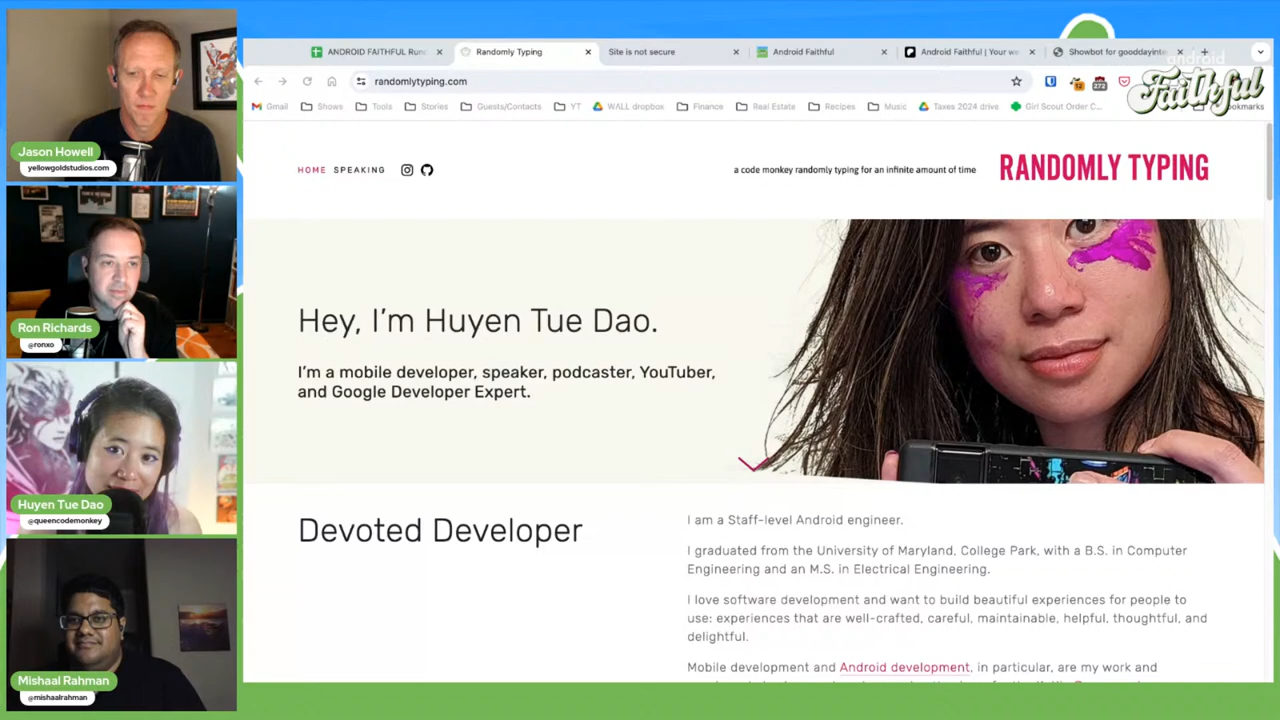 Jason Howell
yellowgoldstudios.com
Ron Richards
@ronxo
Huyen Tue Dao
@queencodemonkey
Mishaal Rahman
@mishaalrahman
ANDROID FAITHFUL Run
Randomly Typing
Site is not secure
Android Faithful
Android Faithful | Your we
Showbot for gooddayinte
android
Faithful
randomlytyping.com
Gmail
Shows
Tools
Stories
Guests/Contacts
YT
WALL dropbox
Finance
Real Estate
Recipes
Music
Taxes 2024 drive
Girl Scout Order C...
okmarks
HOME SPEAKING
a code monkey randomly typing for an infinite amount of time
RANDOMLY TYPING
Hey, I'm Huyen Tue Dao.
I'm a mobile developer, speaker, podcaster, YouTuber,
and Google Developer Expert.
Devoted Developer
I am a Staff-level Android engineer.
I graduated from the University of Maryland, College Park, with a B.S. in Computer
Engineering and an M.S. in Electrical Engineering.
I love software development and want to build beautiful experiences for people to
use: experiences that are well-crafted, careful, maintainable, helpful, thoughtful, and
delightful.
Mobile development and Android development, in particular, are my work and